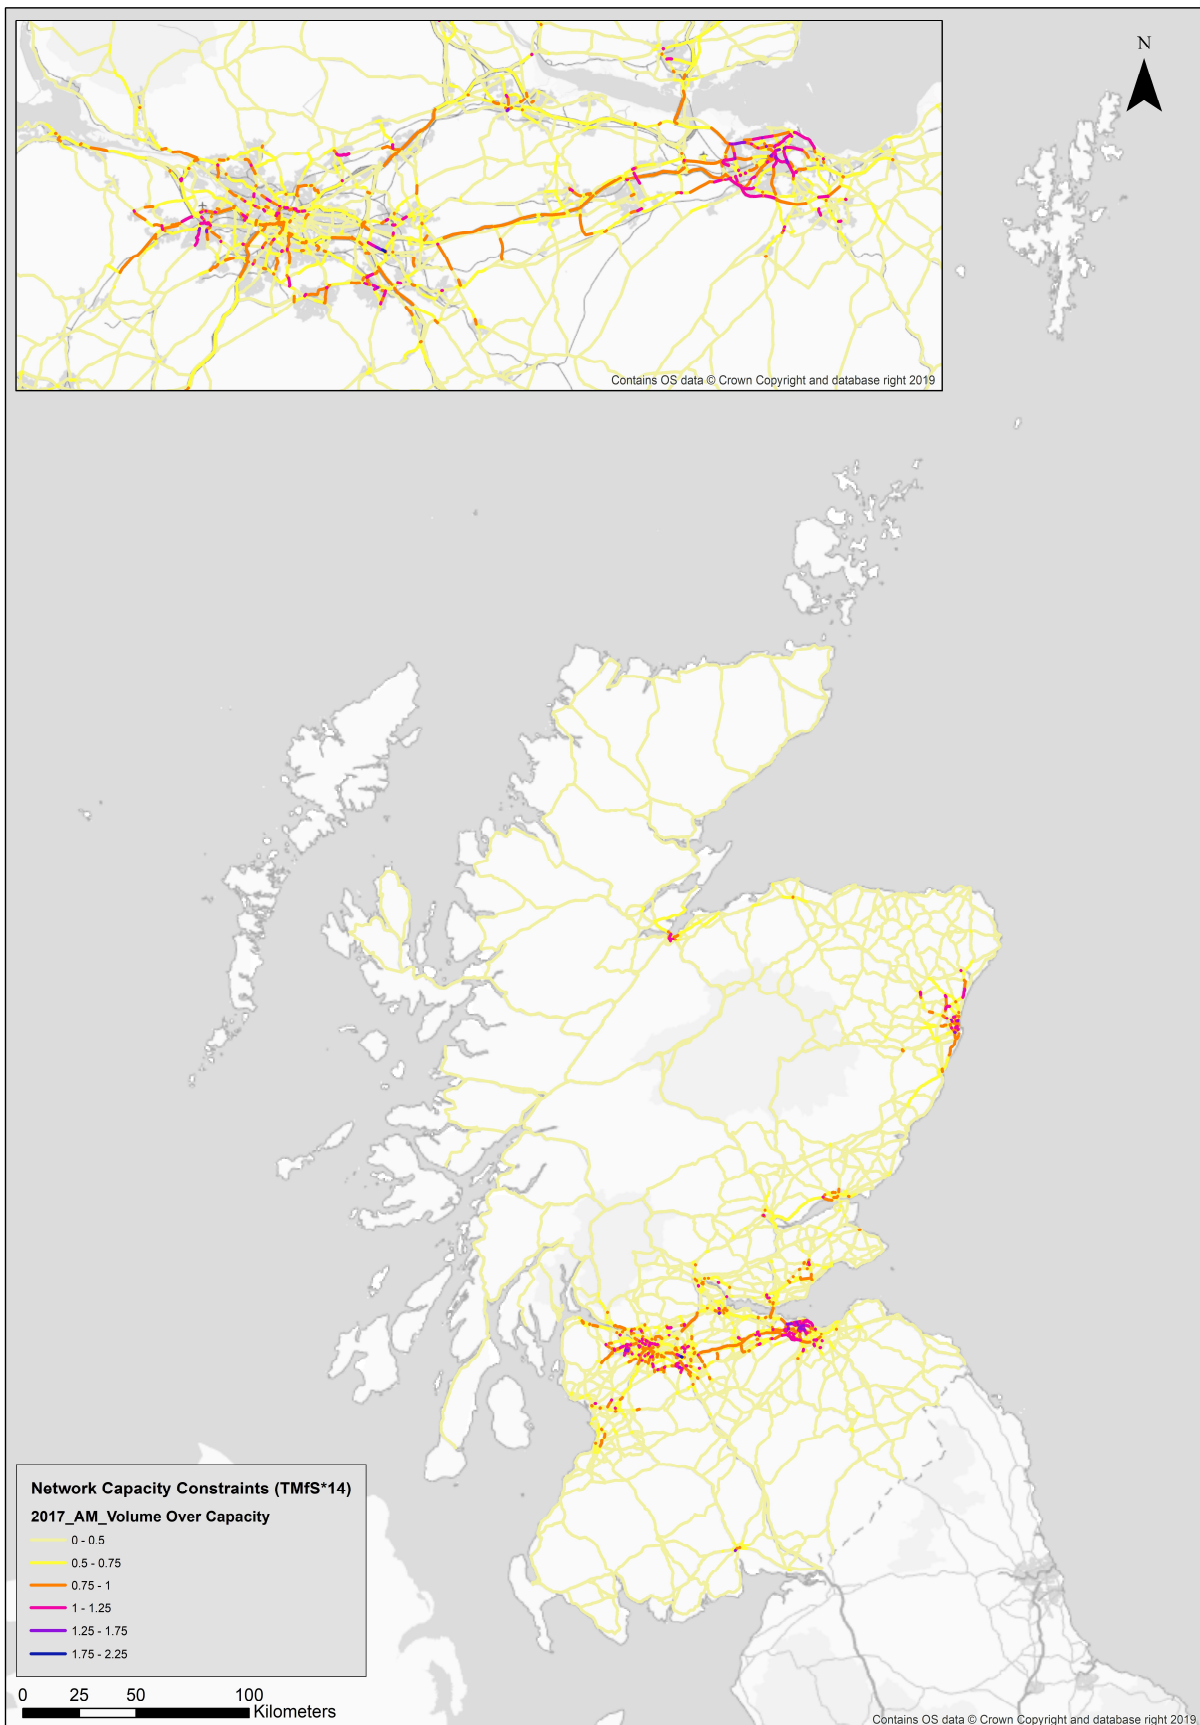 Contains OS data © Crown Copyright and database right 2019
N
Network Capacity Constraints (TMfS*14)
2017_AM_Volume Over Capacity
0 - 0.5
0.5 - 0.75
0.75 - 1
1 - 1.25
1.25 - 1.75
1.75 - 2.25
0 25 50 100
Kilometers
Contains OS data © Crown Copyright and database right 2019